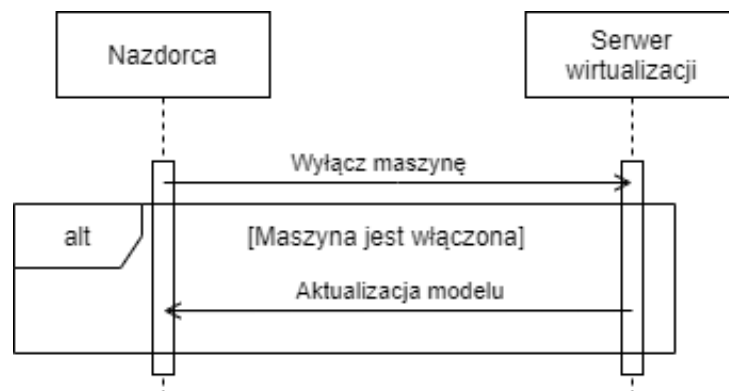 Nazdorca
Serwer
wirtualizacji
Wyłącz maszynę
alt
[Maszyna jest włączona]
Aktualizacja modelu